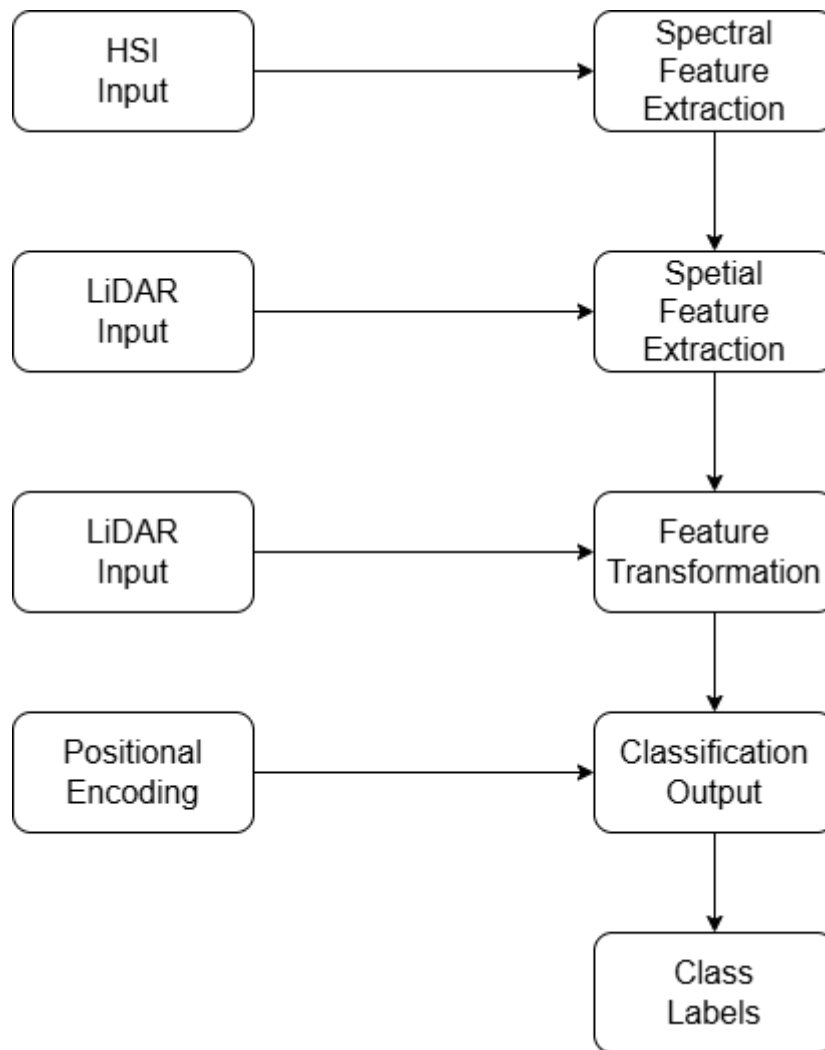 HSI
Input
Spectral
Feature
Extraction
LiDAR
Input
Spetial
Feature
Extraction
LiDAR
Input
Feature
Transformation
Positional
Encoding
Classification
Output
Class
Labels